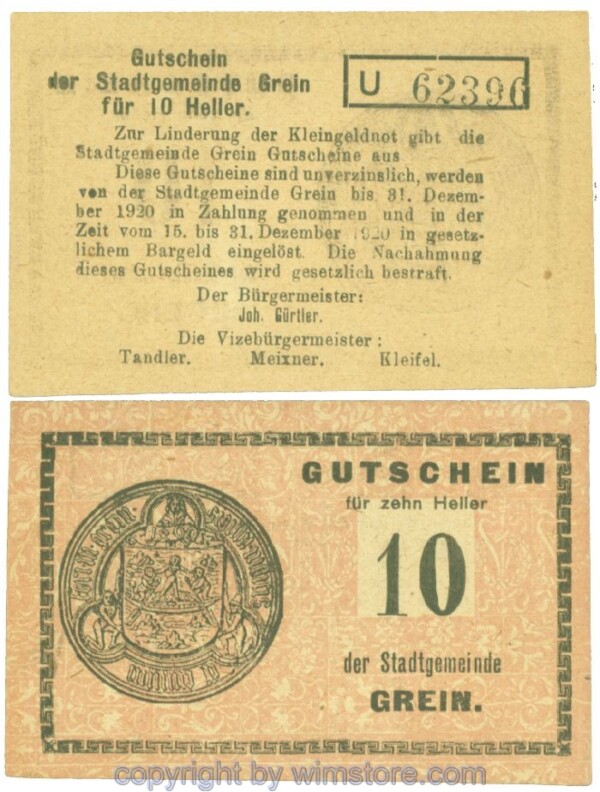 Gutschein
der Stadtgemeinde Grein
für 10 Heller.
U 62396
Zur Linderung der Kleingeldnot gibt die
Stadtgemeinde Grein Gutscheine aus
Diese Gutscheine sind unverzinslich, werden
von der Stadtgemeinde Grein bis 31. Dezem-
ber 1920 in Zahlung genommen und in der
Zeit vom 15. bis 31. Dezember 1920 in gesetz-
lichem Bargeld eingelöst. Die Nachahmung
dieses Gutscheines wird gesetzlich bestraft.
Der Bürgermeister:
Joh. Gürtler.
Die Vizebürgermeister:
Tandler. Meixner. Kleifel.
GUTSCHEIN
für zehn Heller
10
der Stadtgemeinde
GREIN.
copyright by wimstore.com